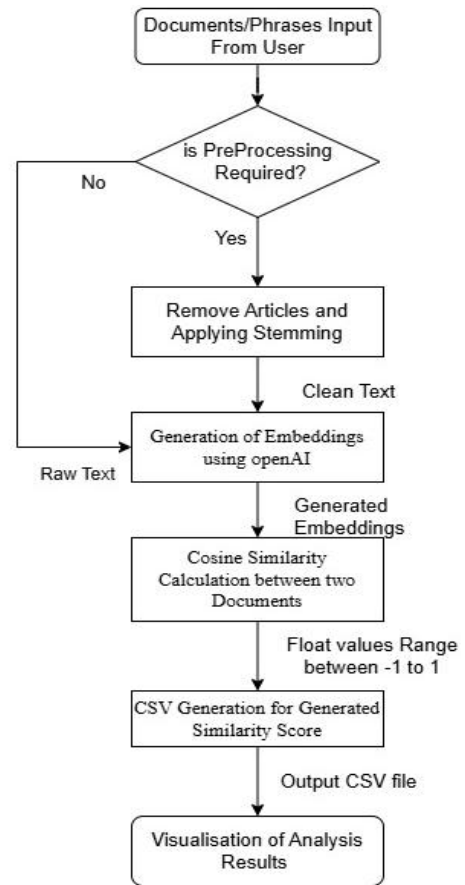 Documents/Phrases Input
From User
is PreProcessing
Required?
No
Yes
Remove Articles and
Applying Stemming
Clean Text
Generation of Embeddings
using openAI
Raw Text
Generated
Embeddings
Cosine Similarity
Calculation between two
Documents
Float values Range
between -1 to 1
CSV Generation for Generated
Similarity Score
Output CSV file
Visualisation of Analysis
Results